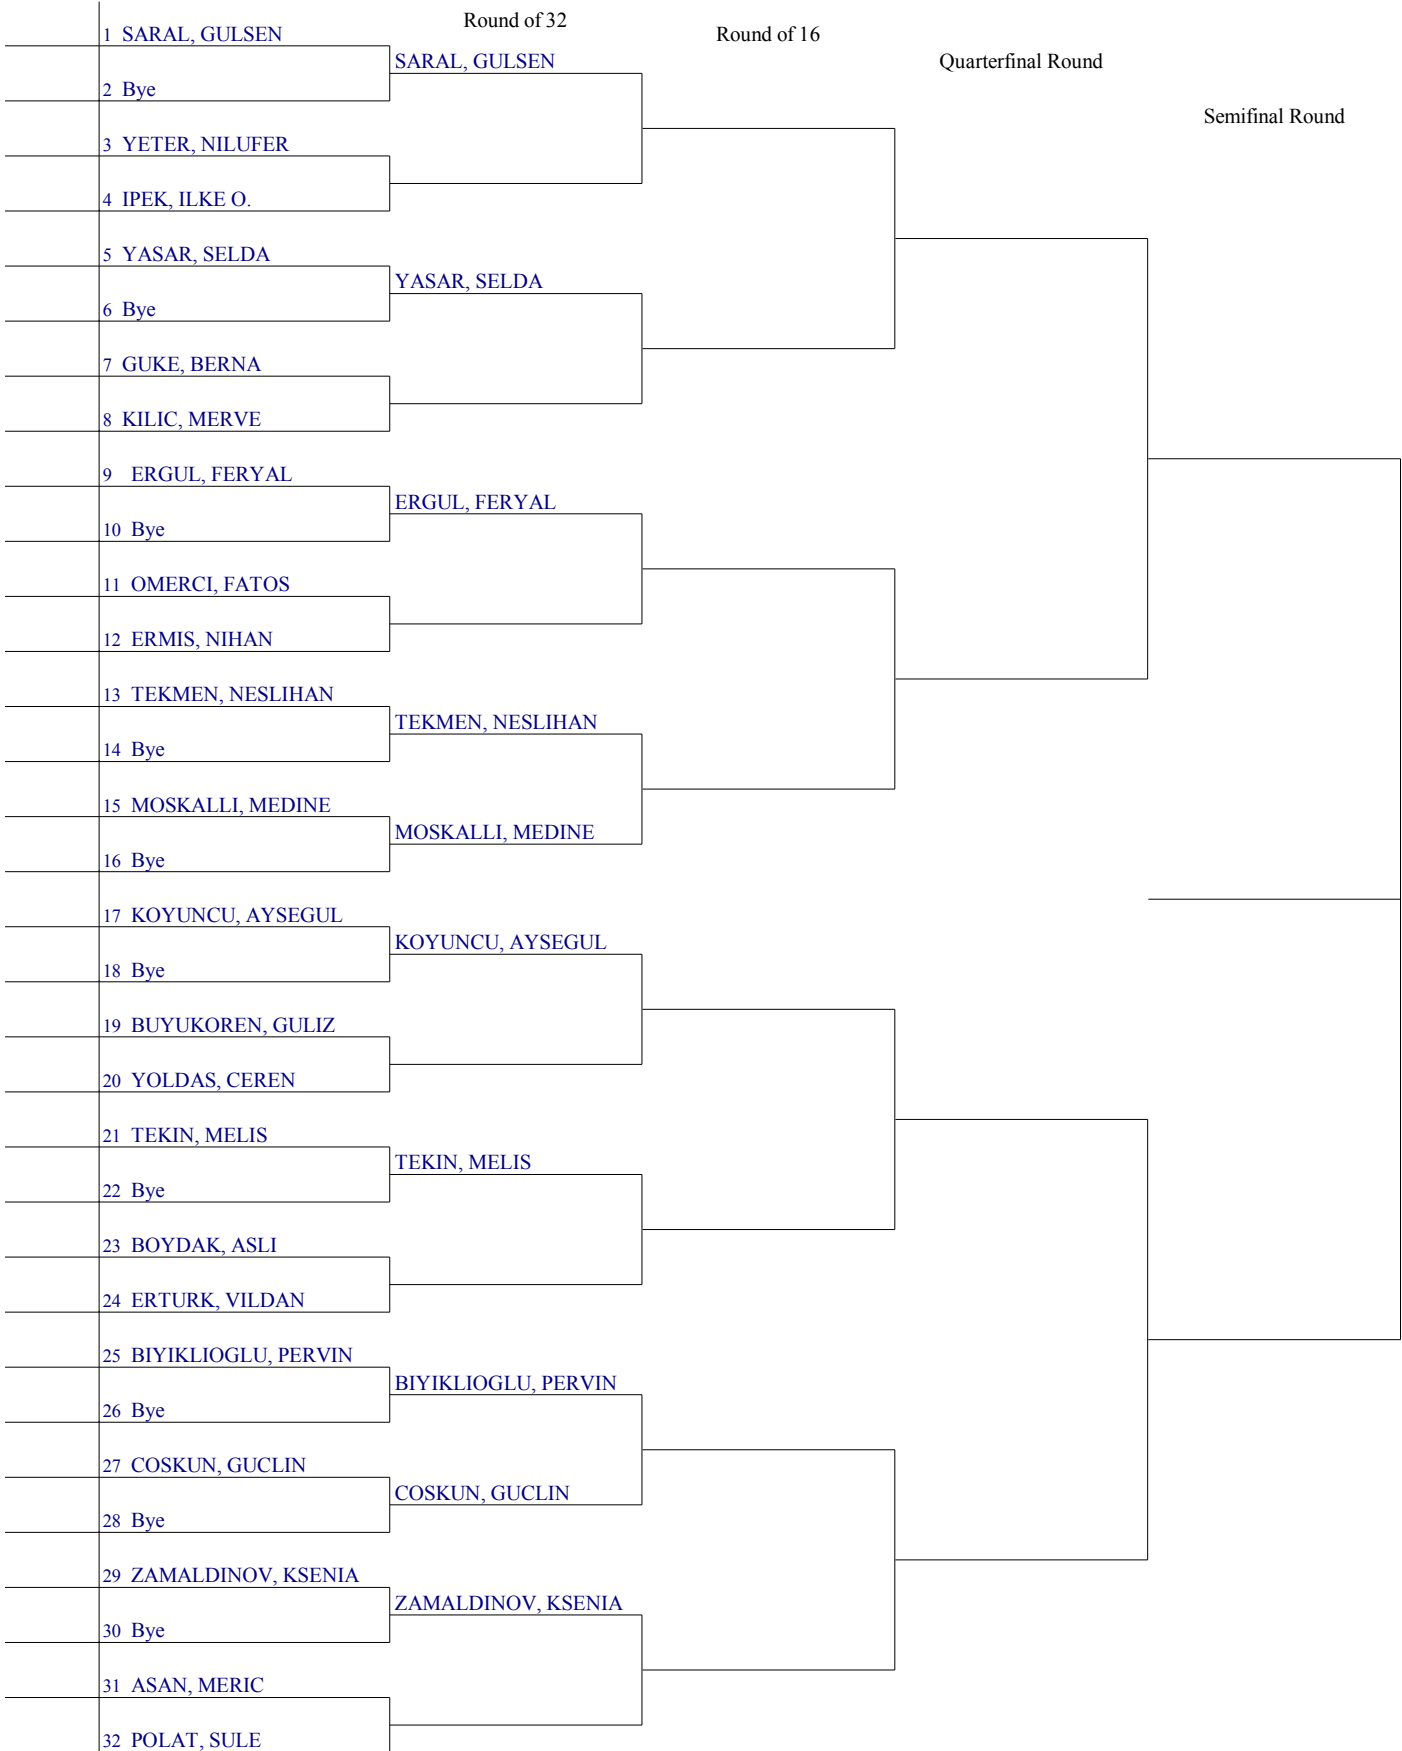 Round of 32
Round of 16
Quarterfinal Round
Semifinal Round
1 SARAL, GULSEN
SARAL, GULSEN
2 Bye
3 YETER, NILUFER
4 IPEK, ILKE O.
5 YASAR, SELDA
YASAR, SELDA
6 Bye
7 GUKE, BERNA
8 KILIC, MERVE
9 ERGUL, FERYAL
ERGUL, FERYAL
10 Bye
11 OMERCI, FATOS
12 ERMIS, NIHAN
13 TEKMEN, NESLIHAN
TEKMEN, NESLIHAN
14 Bye
15 MOSKALLI, MEDINE
MOSKALLI, MEDINE
16 Bye
17 KOYUNCU, AYSEGUL
KOYUNCU, AYSEGUL
18 Bye
19 BUYUKOREN, GULIZ
20 YOLDAS, CEREN
21 TEKIN, MELIS
TEKIN, MELIS
22 Bye
23 BOYDAK, ASLI
24 ERTURK, VILDAN
25 BIYIKLIOGLU, PERVIN
BIYIKLIOGLU, PERVIN
26 Bye
27 COSKUN, GUCLIN
COSKUN, GUCLIN
28 Bye
29 ZAMALDINOV, KSENIA
ZAMALDINOV, KSENIA
30 Bye
31 ASAN, MERIC
32 POLAT, SULE